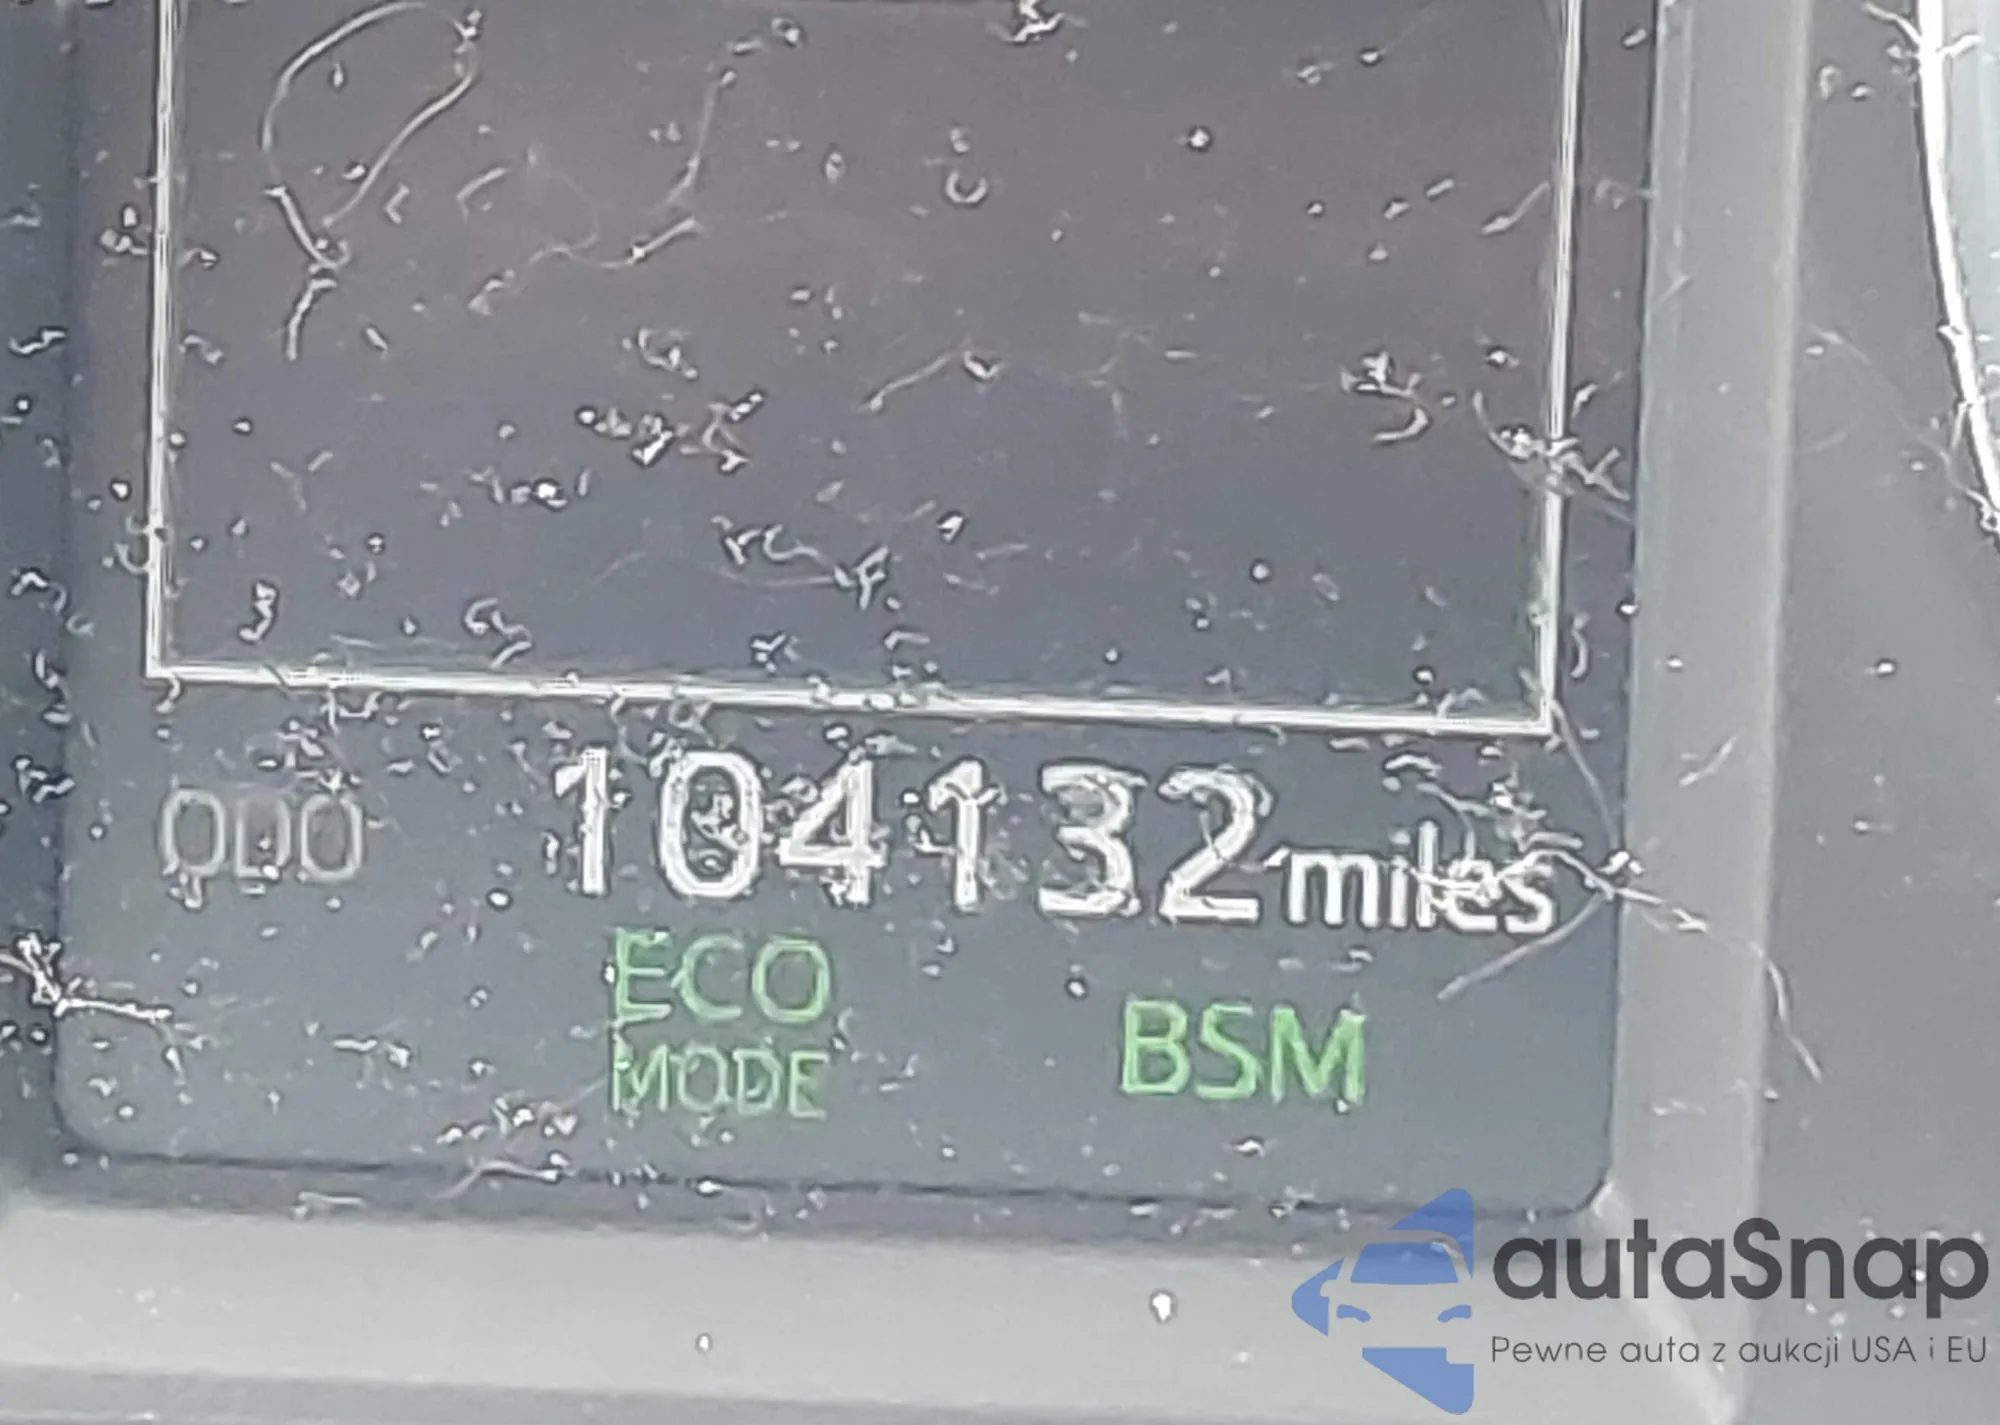 ODO 104132 miles
ECO
MODE
BSM
autaSnap
Pewne auta z aukcji USA i EU